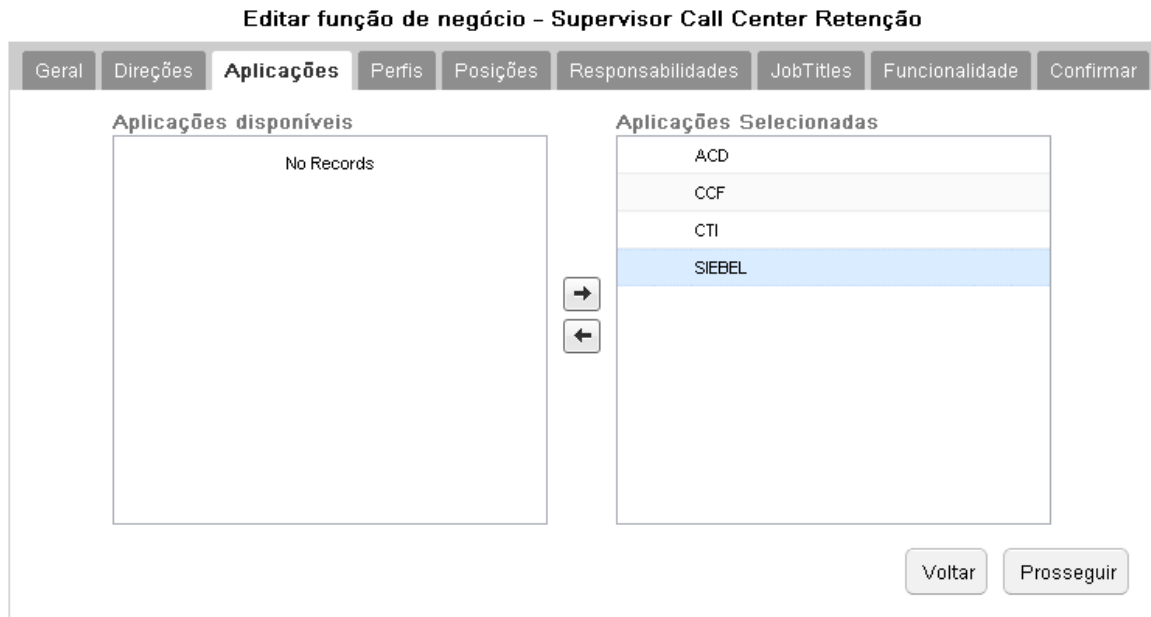 Editar função de negócio - Supervisor Call Center Retenção
Geral Direções Aplicações Perfis Posições Responsabilidades JobTitles Funcionalidade Confirmar
Aplicações disponíveis
No Records
Aplicações Selecionadas
ACD
CCF
CTI
SIEBEL
Voltar Prosseguir